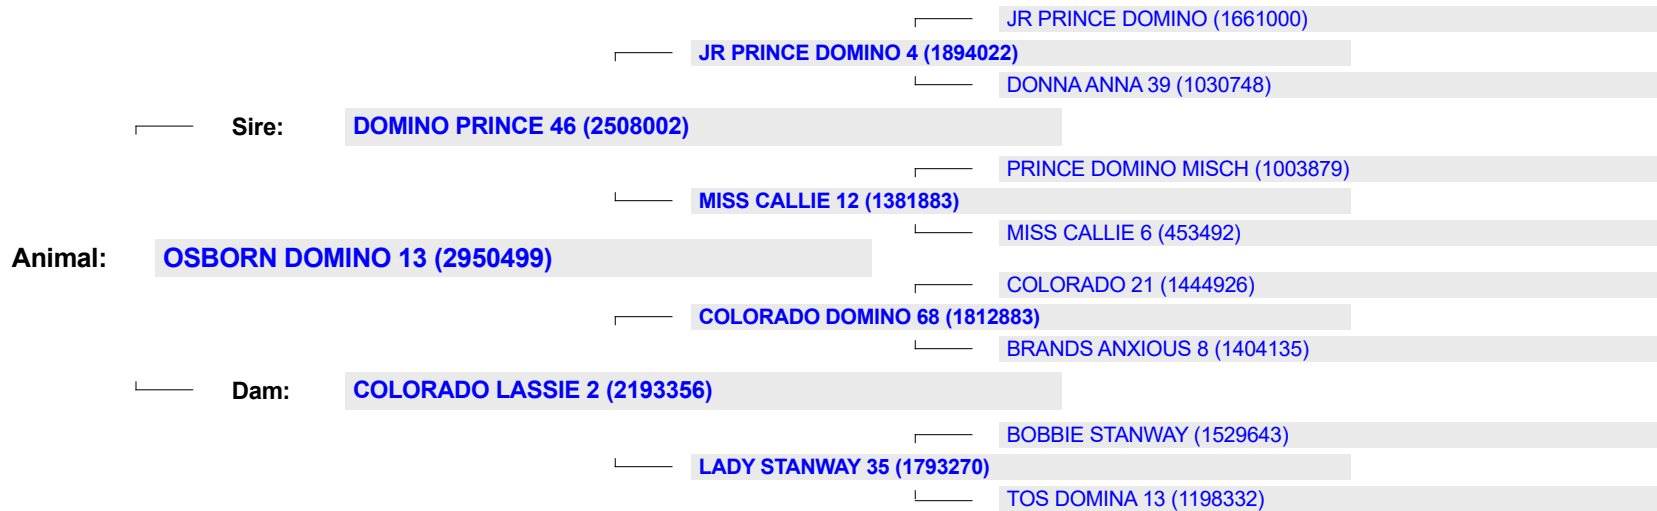 JR PRINCE DOMINO (1661000)
JR PRINCE DOMINO 4 (1894022)
DONNA ANNA 39 (1030748)
Sire: DOMINO PRINCE 46 (2508002)
PRINCE DOMINO MISCH (1003879)
MISS CALLIE 12 (1381883)
MISS CALLIE 6 (453492)
Animal: OSBORN DOMINO 13 (2950499)
COLORADO 21 (1444926)
COLORADO DOMINO 68 (1812883)
BRANDS ANXIOUS 8 (1404135)
Dam: COLORADO LASSIE 2 (2193356)
BOBBIE STANWAY (1529643)
LADY STANWAY 35 (1793270)
TOS DOMINA 13 (1198332)